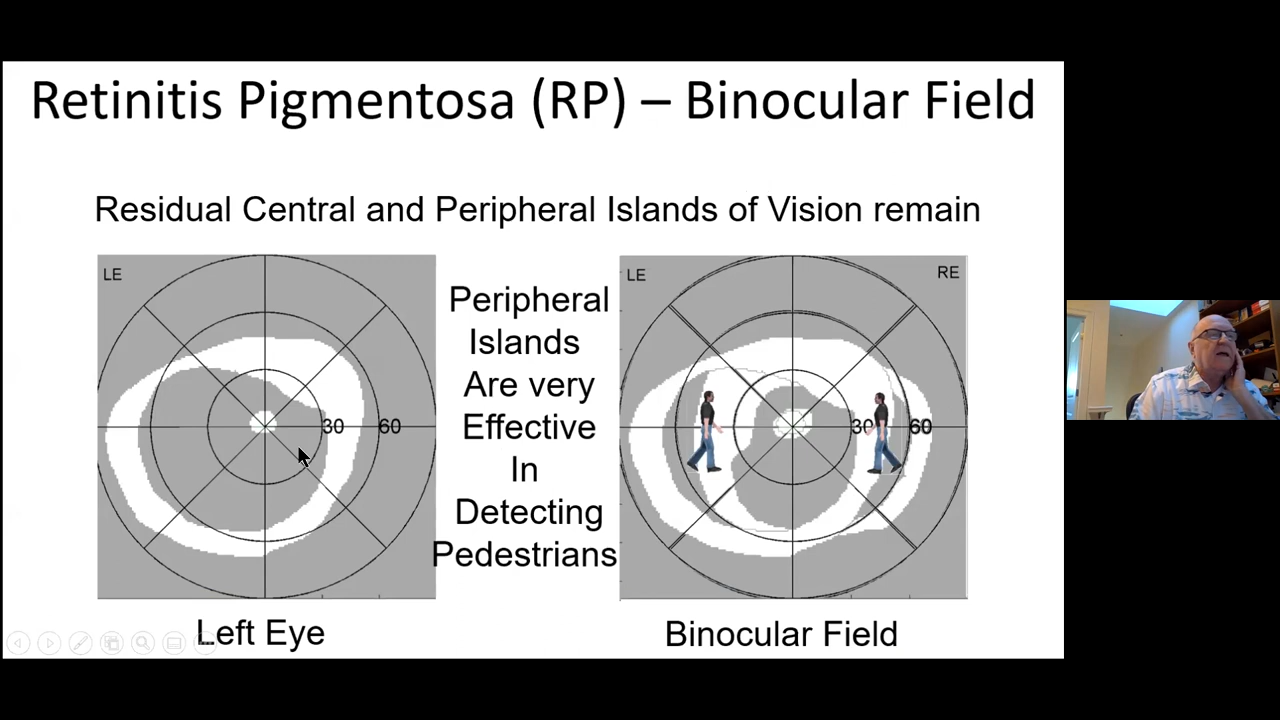 Retinitis Pigmentosa (RP) – Binocular Field
Residual Central and Peripheral Islands of Vision remain
LE
30
60
Peripheral
Islands
Are very
Effective
In
Detecting
Pedestrians
LE
RE
30
60
Left Eye
Binocular Field